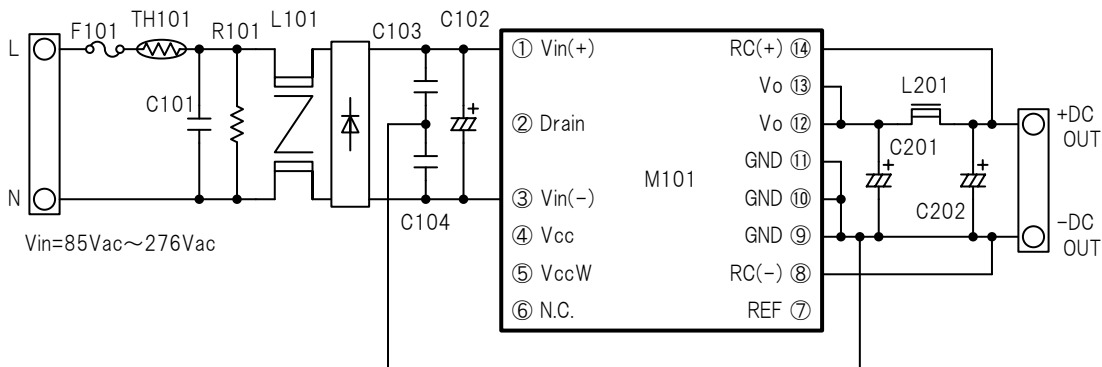 F101
TH101
R101
L101
C103
C102
L
C101
N
C104
Vin=85Vac～276Vac
① Vin(+)
② Drain
③ Vin(-)
④ Vcc
⑤ VccW
⑥ N.C.
M101
RC(+) ⑭
Vo ⑬
Vo ⑫
GND ⑪
GND ⑩
GND ⑨
RC(-) ⑧
REF ⑦
L201
C201
C202
+DC
OUT
-DC
OUT